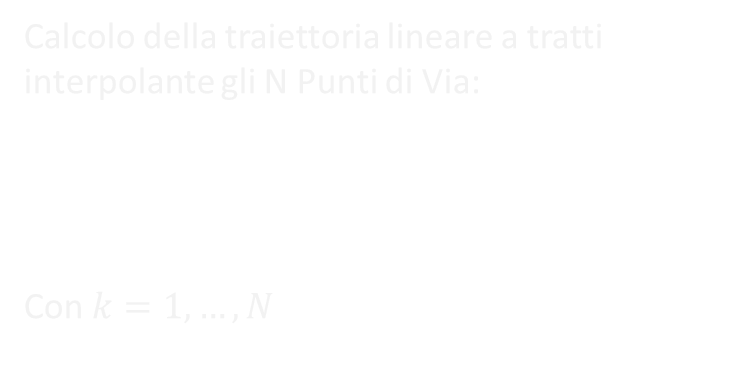 Calcolo della traiettoria lineare a tratti
interpolante gli N Punti di Via:
Con k = 1, … , N